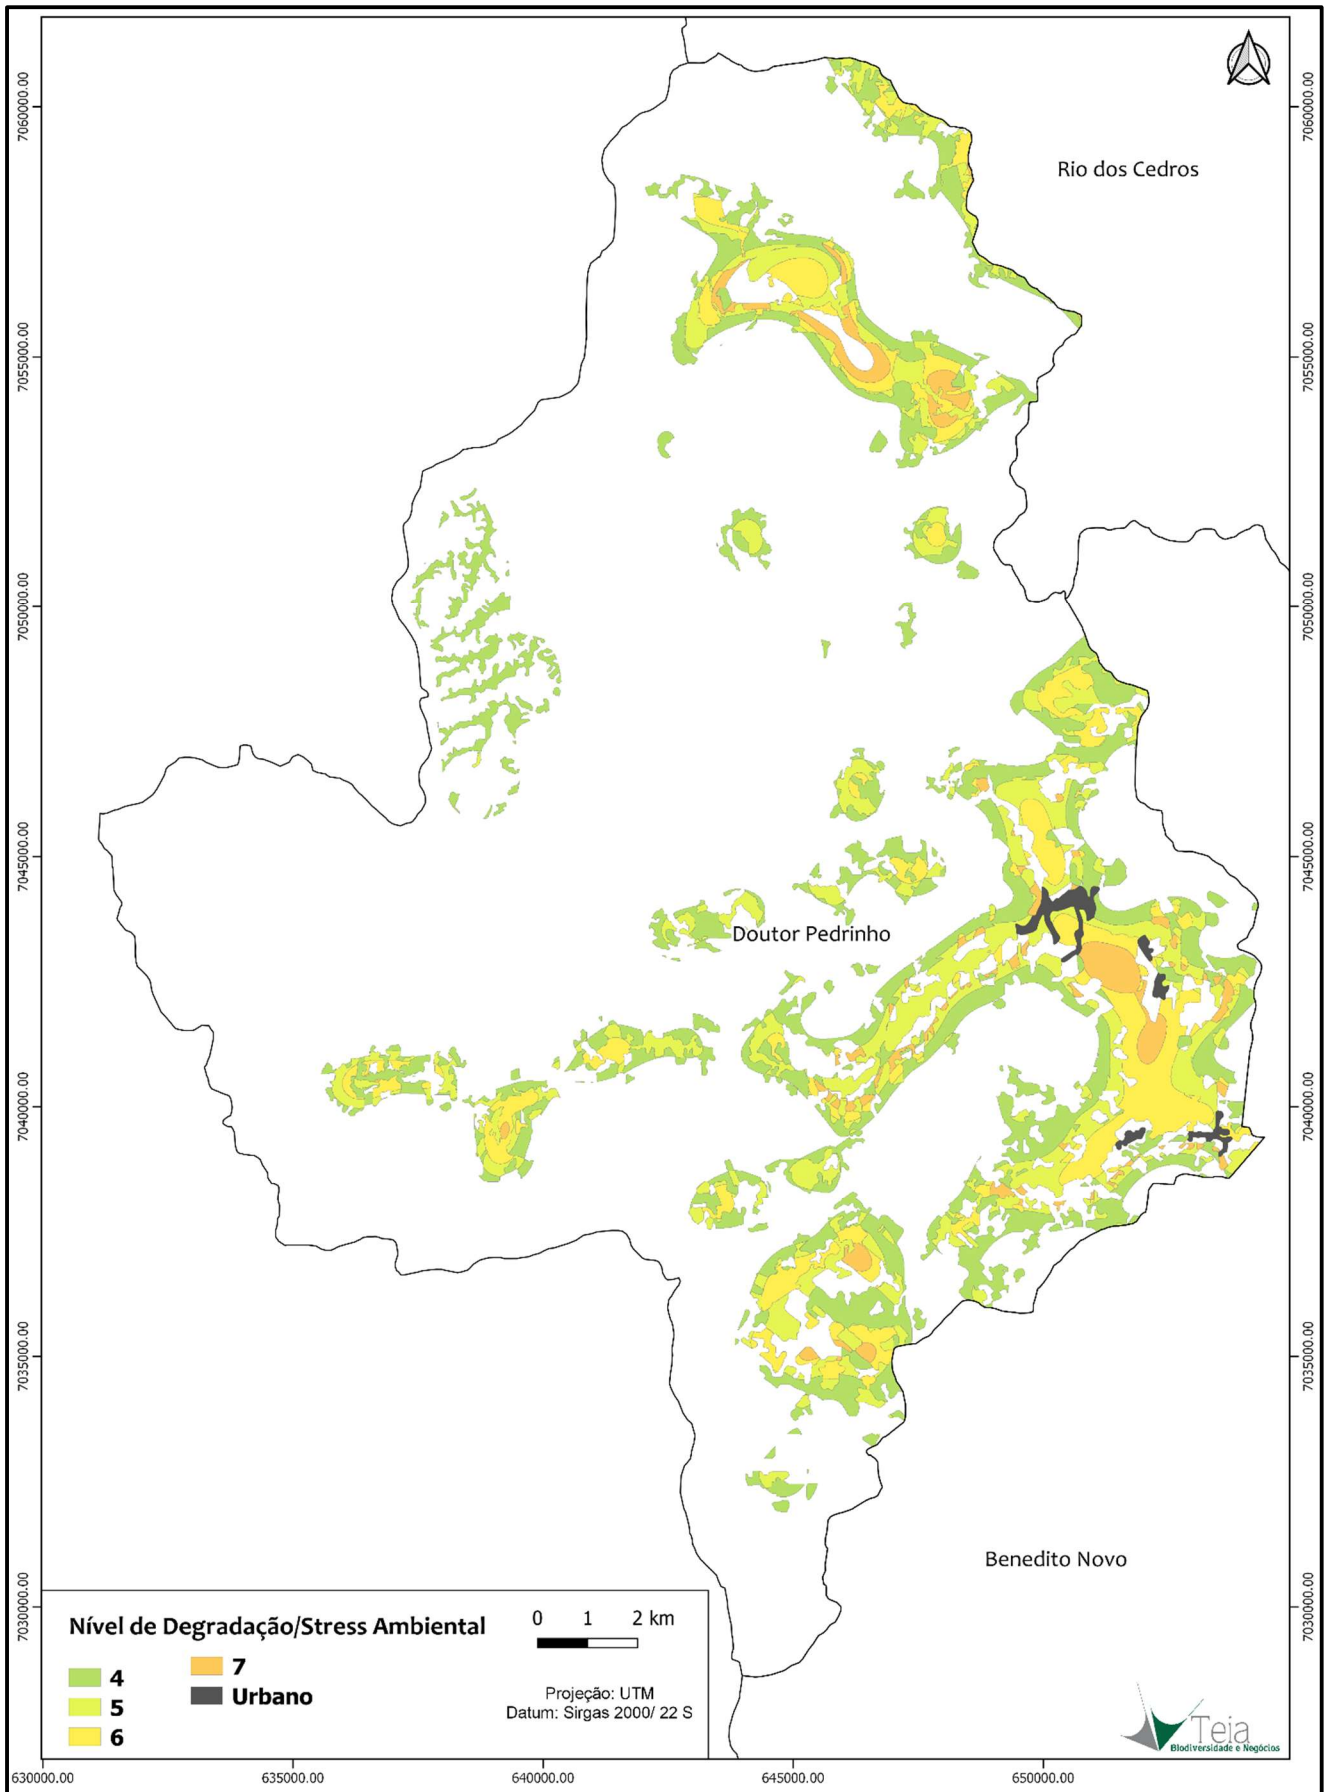 7060000.00
7060000.00
Rio dos Cedros
7055000.00
7055000.00
7050000.00
7050000.00
7045000.00
7045000.00
Doutor Pedrinho
7040000.00
7040000.00
7035000.00
7035000.00
Benedito Novo
7030000.00
7030000.00
Nível de Degradação/Stress Ambiental
4
5
6
7
Urbano
0 1 2 km
Projeção: UTM
Datum: Sirgas 2000/ 22 S
Teia
Biodiversidade e Negócios
630000.00 635000.00 640000.00 645000.00 650000.00